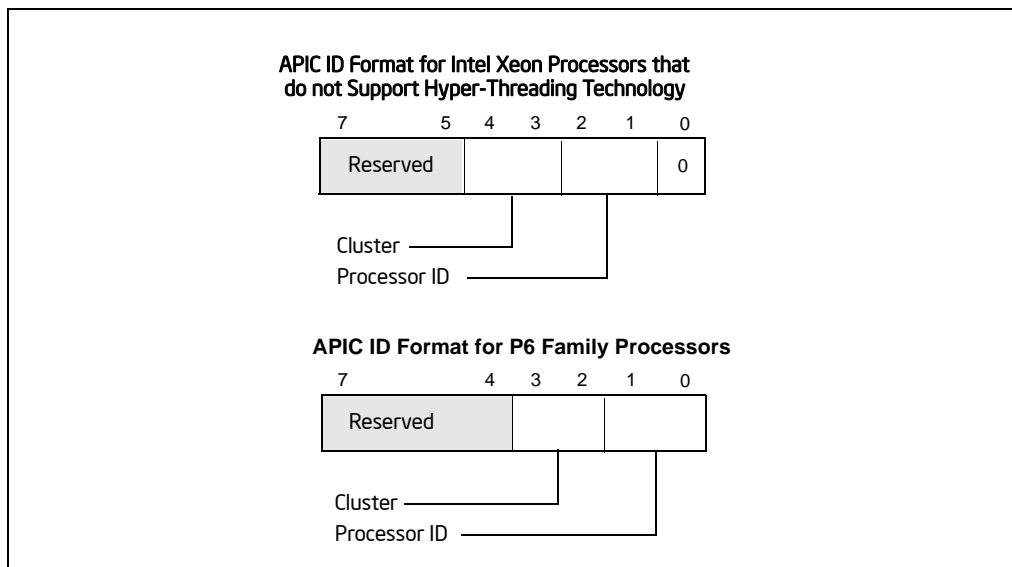 APIC ID Format for Intel Xeon Processors that
do not Support Hyper-Threading Technology
7 5 4 3 2 1 0
Reserved 0
Cluster
Processor ID
APIC ID Format for P6 Family Processors
7 4 3 2 1 0
Reserved
Cluster
Processor ID